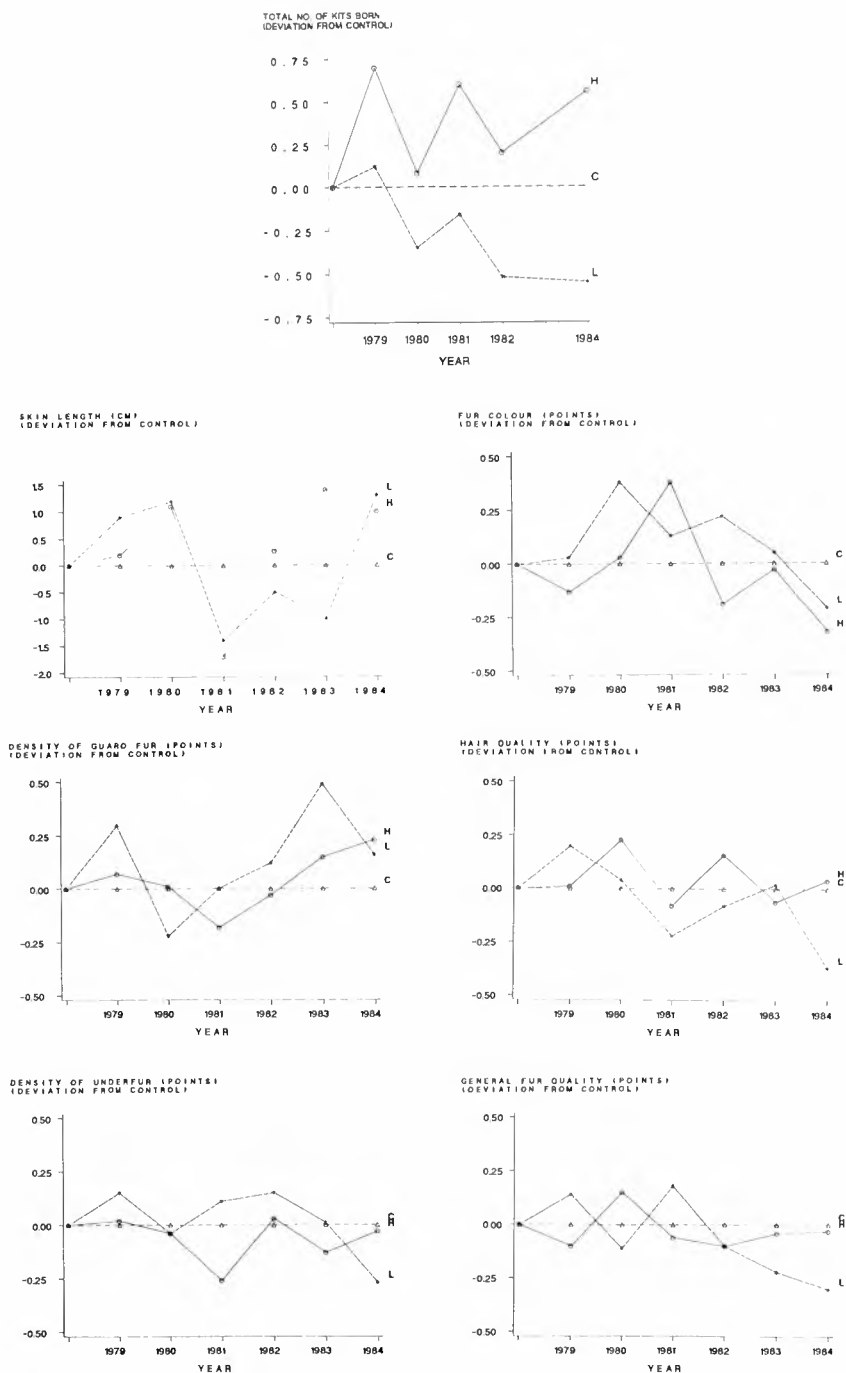 TOTAL NO. OF KITS BORN
(DEVIATION FROM CONTROL)
0.75
0.50
0.25
0.00
-0.25
-0.50
-0.75
H
C
L
1979 1980 1981 1982 1984
YEAR
SKIN LENGTH (CM)
(DEVIATION FROM CONTROL)
1.5
1.0
0.5
0.0
-0.5
-1.0
-1.5
-2.0
L
H
C
1979 1980 1981 1982 1983 1984
YEAR
FUR COLOUR (POINTS)
(DEVIATION FROM CONTROL)
0.50
0.25
0.00
-0.25
-0.50
C
L
H
1979 1980 1981 1982 1983 1984
YEAR
DENSITY OF GUARD FUR (POINTS)
(DEVIATION FROM CONTROL)
0.50
0.25
0.00
-0.25
-0.50
H
L
C
1979 1980 1981 1982 1983 1984
YEAR
HAIR QUALITY (POINTS)
(DEVIATION FROM CONTROL)
0.50
0.25
0.00
-0.25
-0.50
H
C
L
1979 1980 1981 1982 1983 1984
YEAR
DENSITY OF UNDERFUR (POINTS)
(DEVIATION FROM CONTROL)
0.50
0.25
0.00
-0.25
-0.50
C
H
L
1979 1980 1981 1982 1983 1984
YEAR
GENERAL FUR QUALITY (POINTS)
(DEVIATION FROM CONTROL)
0.50
0.25
0.00
-0.25
-0.50
C
H
L
1979 1980 1981 1982 1983 1984
YEAR